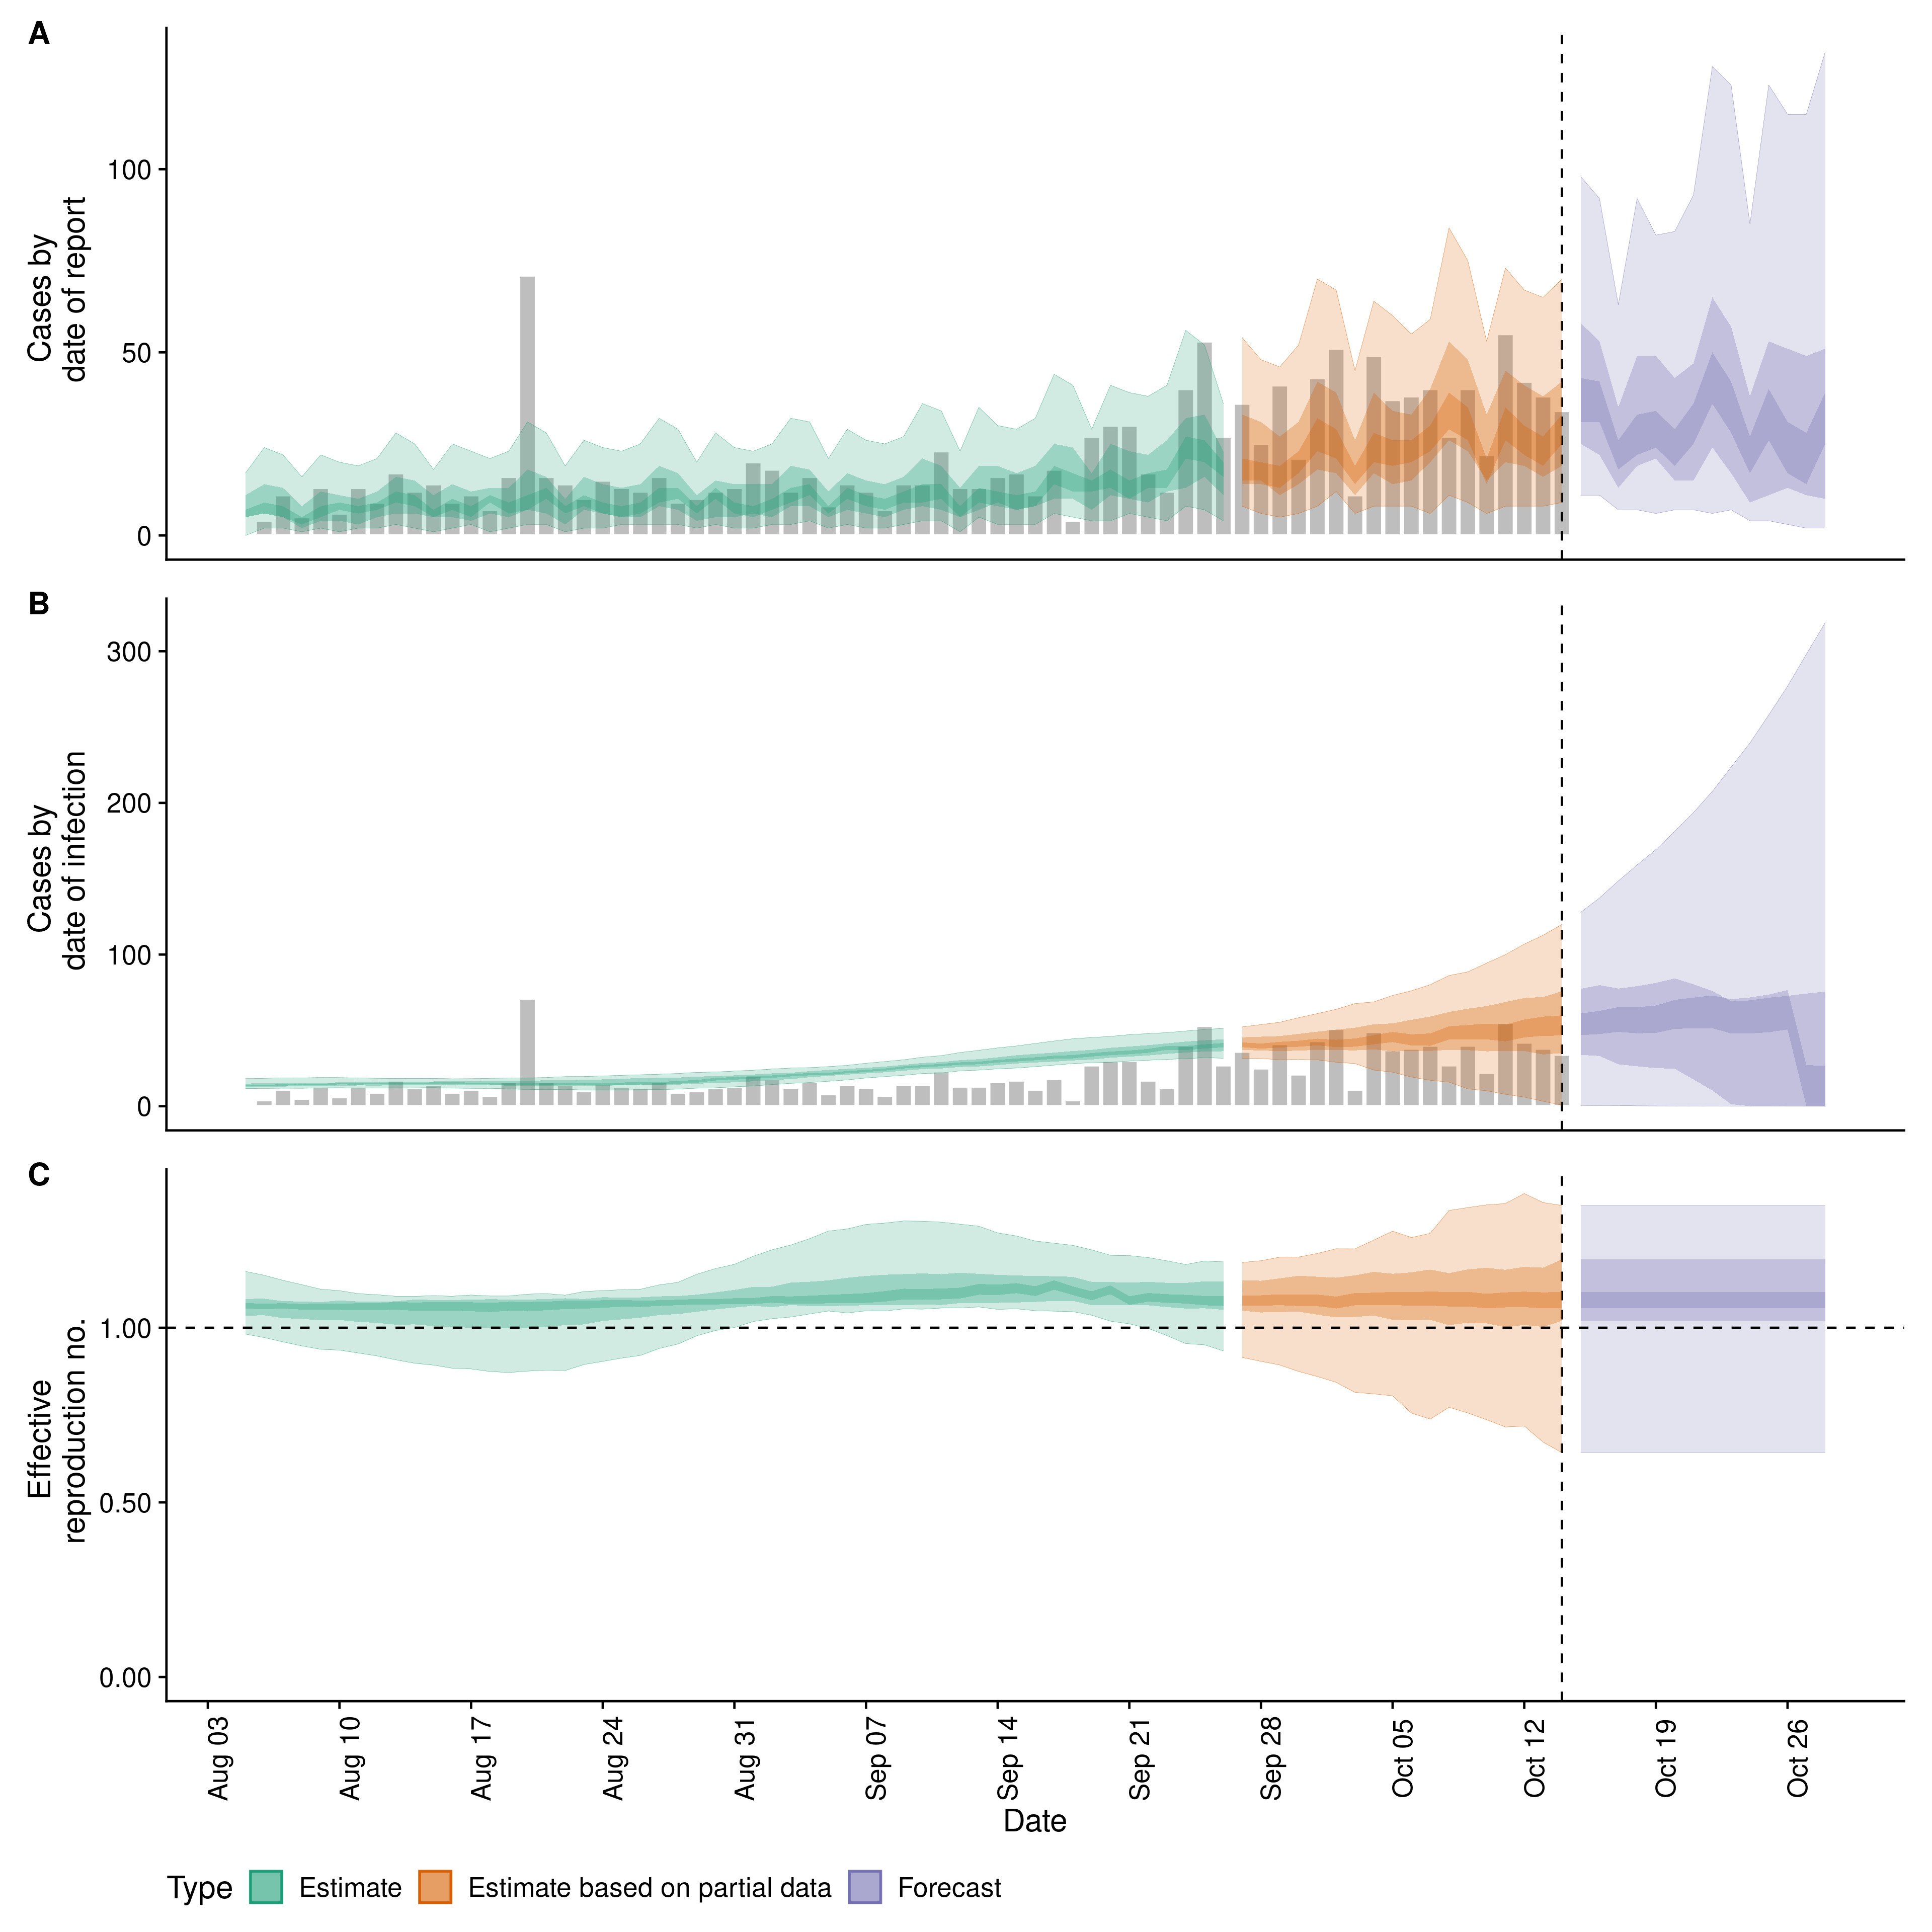 A
Cases by
date of report
100
50
0
B
Cases by
date of infection
300
200
100
0
C
Effective
reproduction no.
1.00
0.50
0.00
Aug 03
Aug 10
Aug 17
Aug 24
Aug 31
Sep 07
Sep 14
Sep 21
Sep 28
Oct 05
Oct 12
Oct 19
Oct 26
Date
Type Estimate Estimate based on partial data Forecast